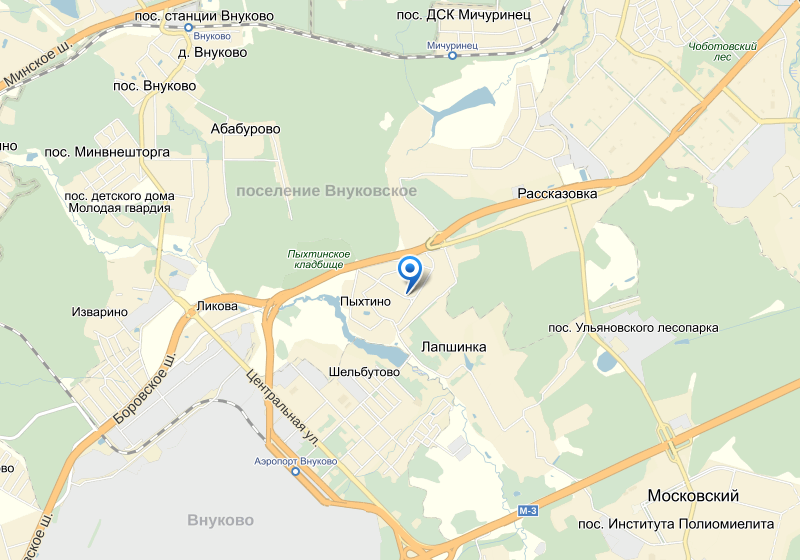 пос. станции Внуково
пос. ДСК Мичуринец
Внуково
Мичуринец
Чоботовский
лес
д. Внуково
Минское ш.
пос. Внуково
Абабурово
пос. Минвнешторга
поселение Внуковское
Рассказовка
пос. детского дома
Молодая гвардия
Пыхтинское
кладбище
Пыхтино
Ликова
Изварино
пос. Ульяновского лесопарка
Лапшинка
Шельбутово
Боровское ш.
Центральная ул.
Аэропорт Внуково
Московский
М-3
Внуково
пос. Института Полиомиелита
Боровское ш.